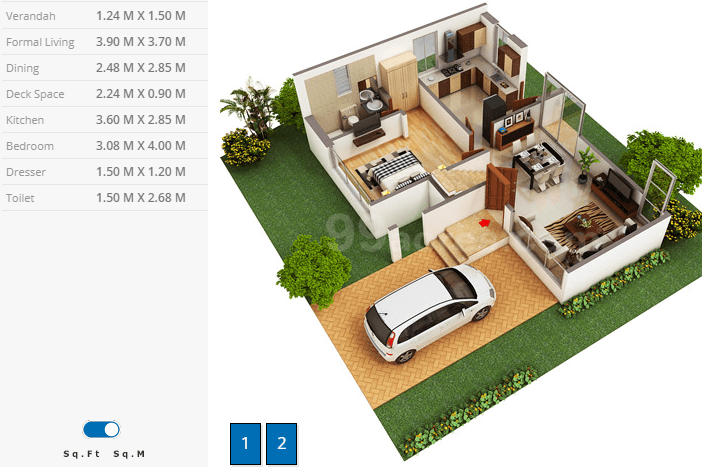 Verandah 1.24 M X 1.50 M
Formal Living 3.90 M X 3.70 M
Dining 2.48 M X 2.85 M
Deck Space 2.24 M X 0.90 M
Kitchen 3.60 M X 2.85 M
Bedroom 3.08 M X 4.00 M
Dresser 1.50 M X 1.20 M
Toilet 1.50 M X 2.68 M
99acres.com
Sq.Ft Sq.M
1 2